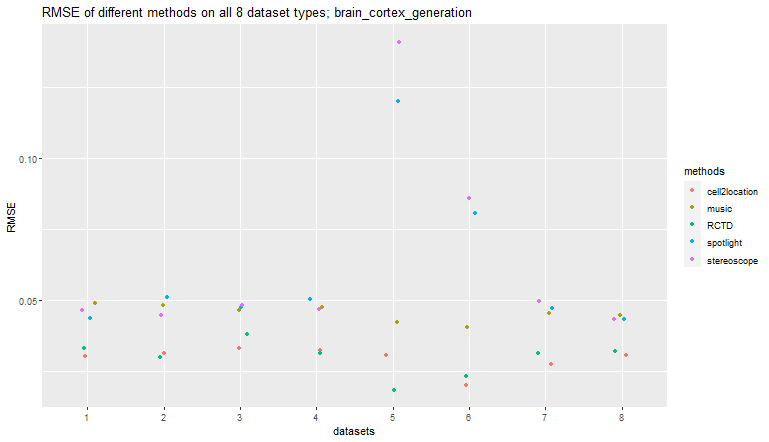 RMSE of different methods on all 8 dataset types; brain_cortex_generation
RMSE
0.10
0.05
1 2 3 4 5 6 7 8
datasets
methods
cell2location
music
RCTD
spotlight
stereoscope